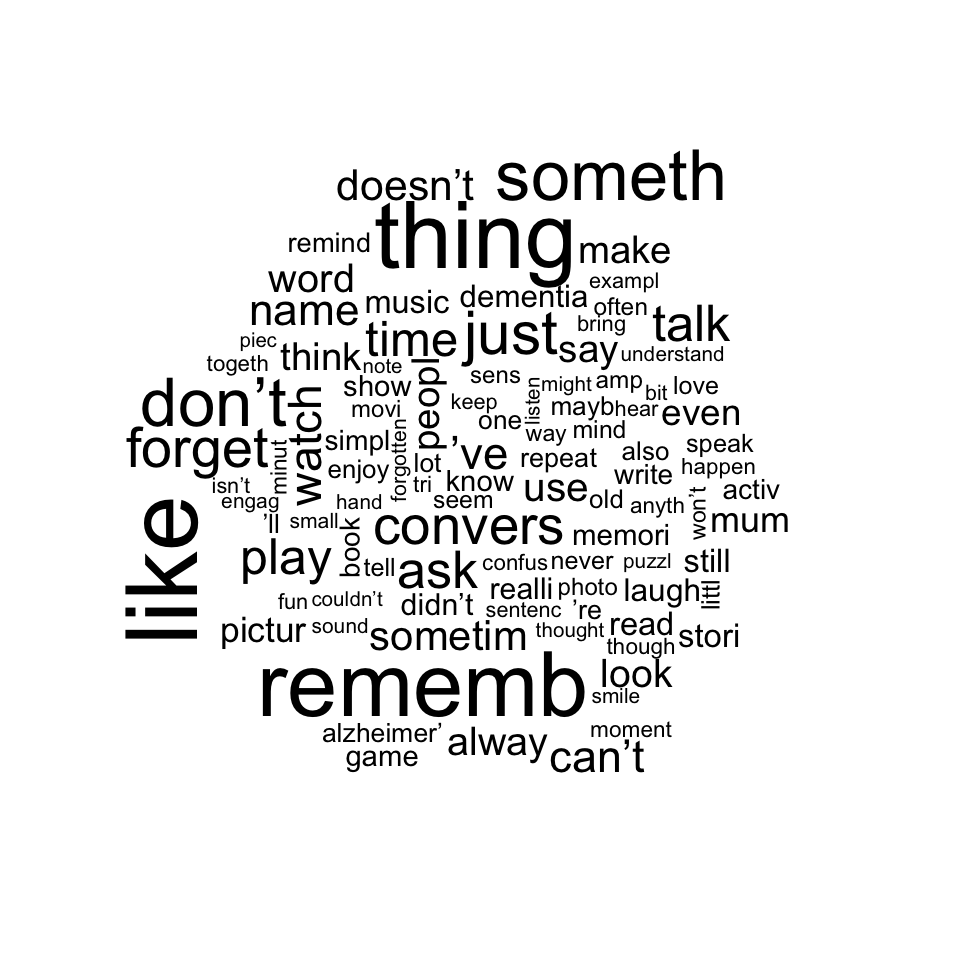 doesn’t someth
remind thing make
word exampl
name music dementia often
bring talk
time just say understand
piec togeth think note
show peopl sens might amp bit love
don’t watch movi keep one listen mayb hear even
forget minut simpl forgotten ’ve way mind
isn’t enjoy lot repeat also speak
engag tri know write happen
hand seem use old anyth won’t activ
’ll small book convers memori mum
like play tell ask confus never puzzl still
realli photo laugh littl
fun couldn’t didn’t sentenc ’re
pictur sound sometim thought read stori
though
rememb look
smile
alzheimer’ alway moment
game can’t